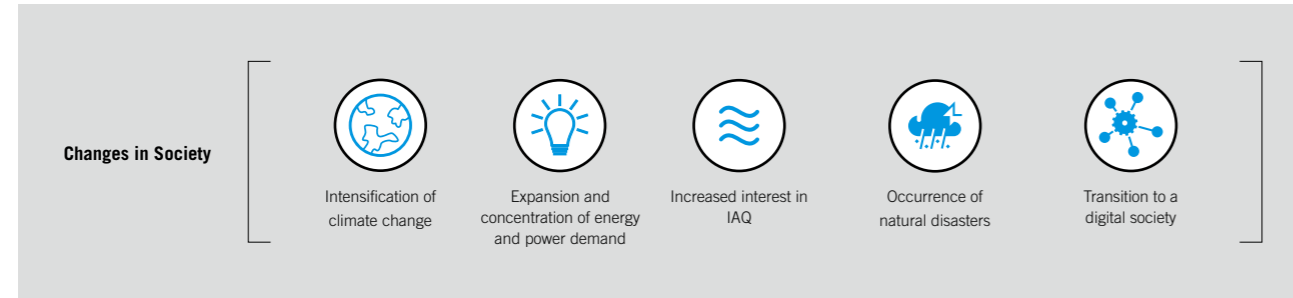 Changes in Society
Intensification of
climate change
Expansion and
concentration of energy
and power demand
Increased interest in
IAQ
Occurrence of
natural disasters
Transition to a
digital society